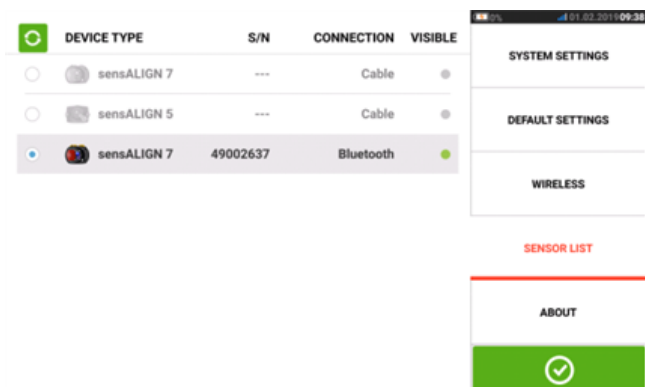 DEVICE TYPE S/N CONNECTION VISIBLE
sensALIGN 7 --- Cable
sensALIGN 5 --- Cable
sensALIGN 7 49002637 Bluetooth
01.02.2019 09:38
SYSTEM SETTINGS
DEFAULT SETTINGS
WIRELESS
SENSOR LIST
ABOUT